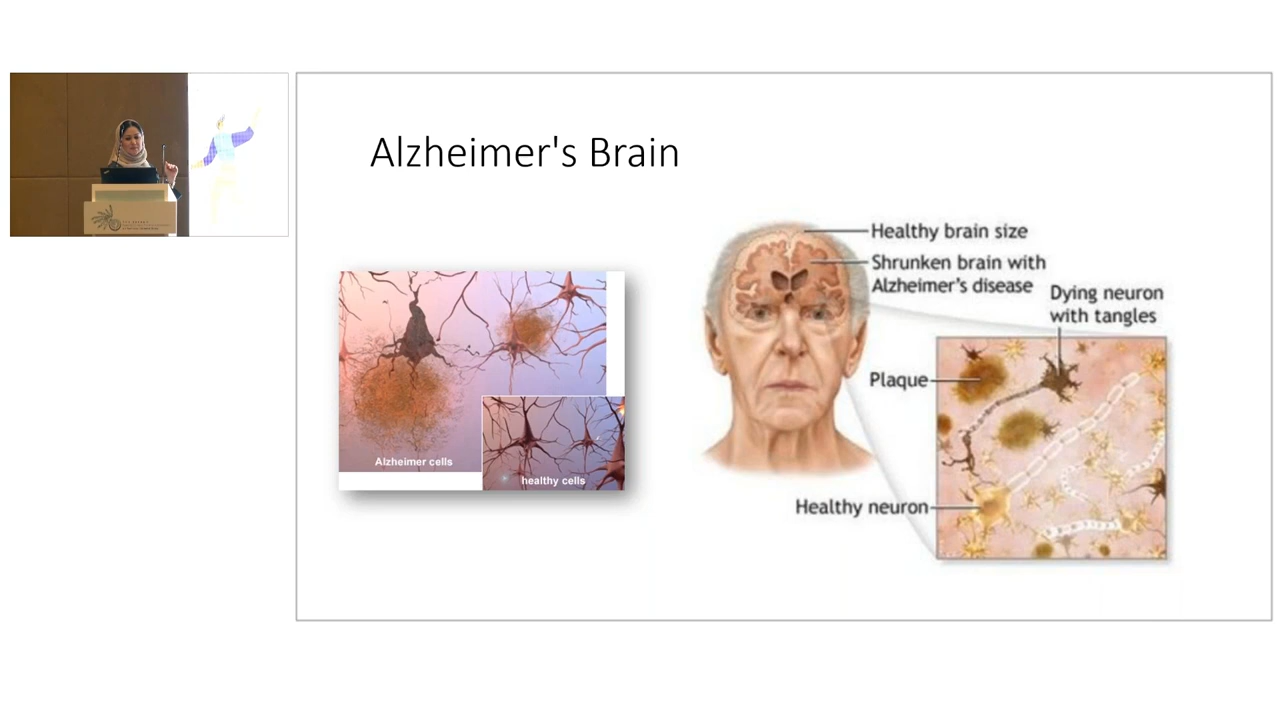 Alzheimer's Brain
Alzheimer cells
healthy cells
Healthy brain size
Shrunken brain with
Alzheimer's disease
Dying neuron
with tangles
Plaque
Healthy neuron